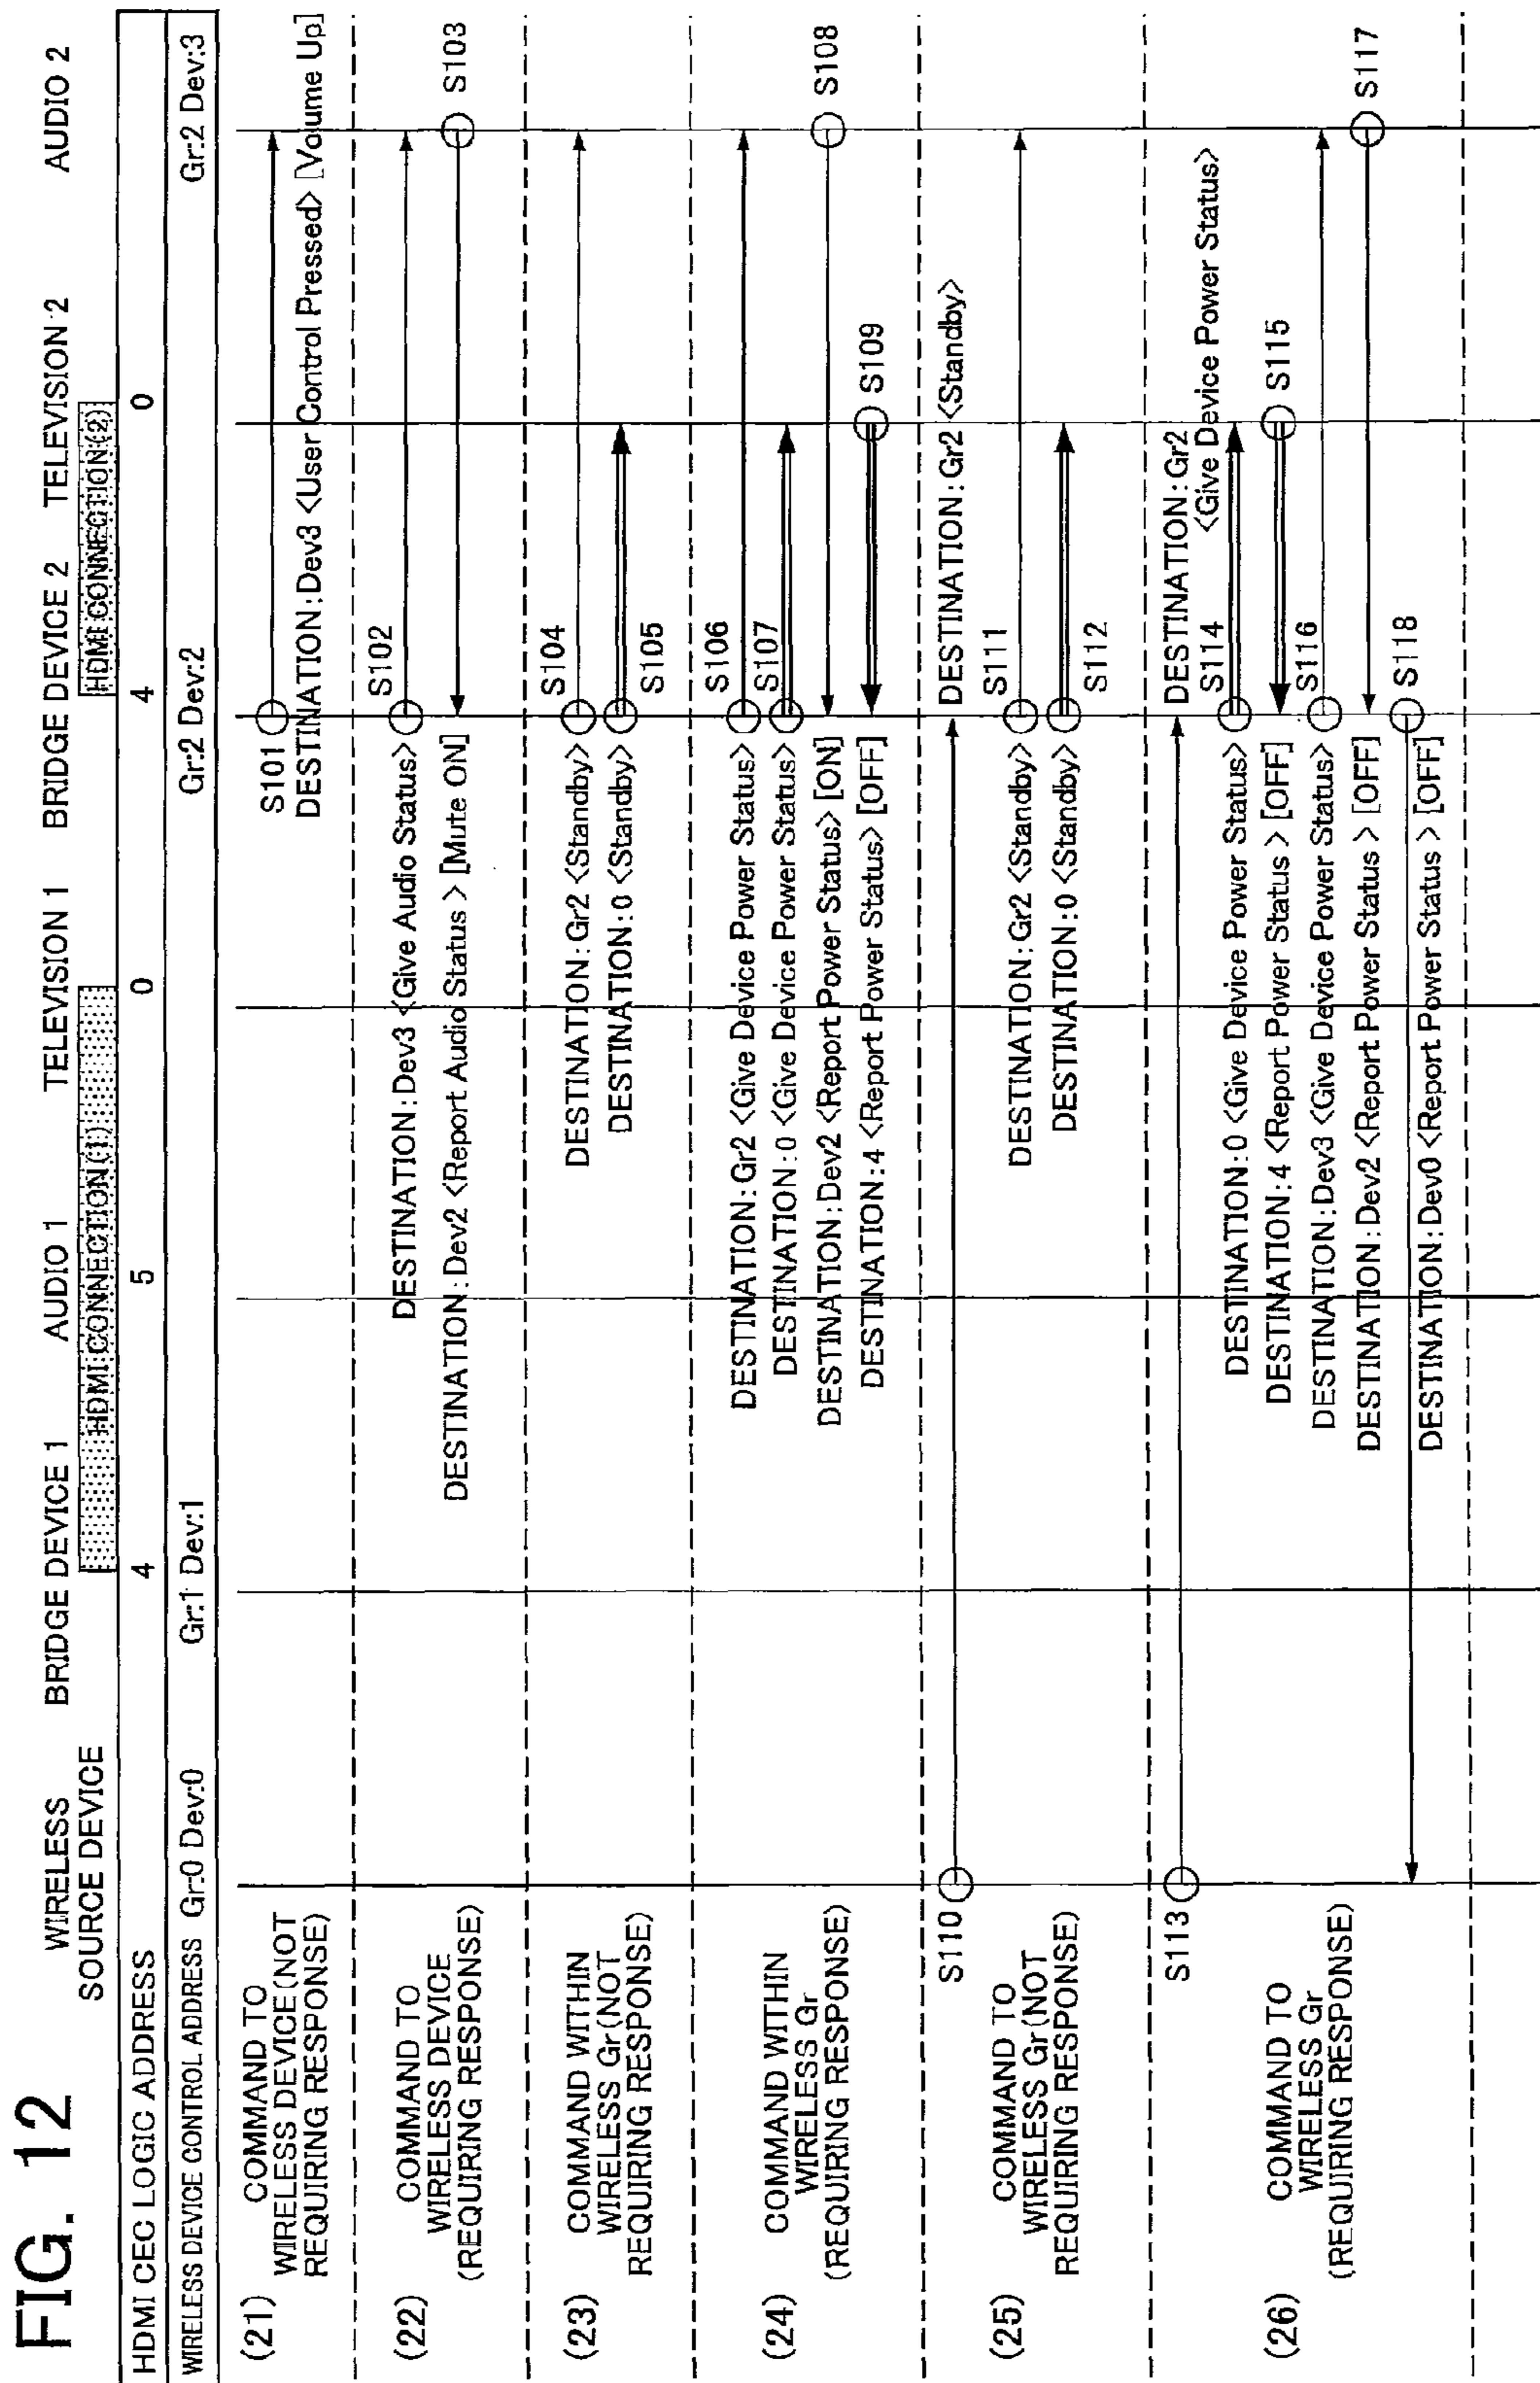 FIG. 12
WIRELESS
SOURCE DEVICE
BRIDGE DEVICE 1
AUDIO 1
TELEVISION 1
BRIDGE DEVICE 2
TELEVISION 2
AUDIO 2
HDMI CONNECTION(1)
HDMI CONNECTION(2)
HDMI CEC LOGIC ADDRESS
4
5
0
4
0
WIRELESS DEVICE CONTROL ADDRESS
Gr:0 Dev:0
Gr:1 Dev:1
Gr:2 Dev:2
Gr:2 Dev:3
(21)
COMMAND TO
WIRELESS DEVICE(NOT
REQUIRING RESPONSE)
S101
DESTINATION:Dev3 <User Control Pressed> [Volume Up]
(22)
COMMAND TO
WIRELESS DEVICE
(REQUIRING RESPONSE)
DESTINATION:Dev3 <Give Audio Status>
S102
DESTINATION:Dev2 <Report Audio Status > [Mute ON]
S103
(23)
COMMAND WITHIN
WIRELESS Gr(NOT
REQUIRING RESPONSE)
DESTINATION:Gr2 <Standby>
S104
DESTINATION:0 <Standby>
S105
(24)
COMMAND WITHIN
WIRELESS Gr
(REQUIRING RESPONSE)
DESTINATION:Gr2 <Give Device Power Status>
S106
DESTINATION:0 <Give Device Power Status>
S107
DESTINATION:Dev2 <Report Power Status> [ON]
S108
DESTINATION:4 <Report Power Status> [OFF]
S109
(25)
COMMAND TO
WIRELESS Gr(NOT
REQUIRING RESPONSE)
S110
DESTINATION:Gr2 <Standby>
DESTINATION:Gr2 <Standby>
S111
DESTINATION:0 <Standby>
S112
(26)
COMMAND TO
WIRELESS Gr
(REQUIRING RESPONSE)
S113
DESTINATION:Gr2
<Give Device Power Status>
DESTINATION:0 <Give Device Power Status>
S114
DESTINATION:4 <Report Power Status > [OFF]
S115
DESTINATION:Dev3 <Give Device Power Status>
S116
DESTINATION:Dev2 <Report Power Status > [OFF]
S117
DESTINATION:Dev0 <Report Power Status > [OFF]
S118